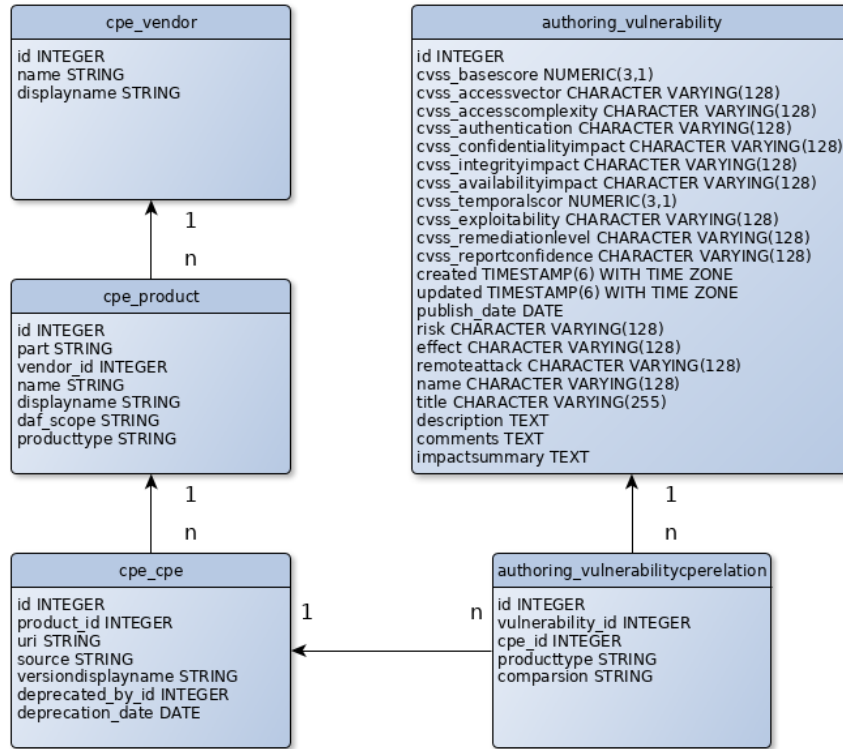 cpe_vendor
id INTEGER
name STRING
displayname STRING
1
n
cpe_product
id INTEGER
part STRING
vendor_id INTEGER
name STRING
displayname STRING
daf_scope STRING
producttype STRING
1
n
cpe_cpe
id INTEGER
product_id INTEGER
uri STRING
source STRING
versiondisplayname STRING
deprecated_by_id INTEGER
deprecation_date DATE
1
n
authoring_vulnerability
id INTEGER
cvss_basescore NUMERIC(3,1)
cvss_accessvector CHARACTER VARYING(128)
cvss_accesscomplexity CHARACTER VARYING(128)
cvss_authentication CHARACTER VARYING(128)
cvss_confidentialityimpact CHARACTER VARYING(128)
cvss_integrityimpact CHARACTER VARYING(128)
cvss_availabilityimpact CHARACTER VARYING(128)
cvss_temporalscor NUMERIC(3,1)
cvss_exploitability CHARACTER VARYING(128)
cvss_remediationlevel CHARACTER VARYING(128)
cvss_reportconfidence CHARACTER VARYING(128)
created TIMESTAMP(6) WITH TIME ZONE
updated TIMESTAMP(6) WITH TIME ZONE
publish_date DATE
risk CHARACTER VARYING(128)
effect CHARACTER VARYING(128)
remoteattack CHARACTER VARYING(128)
name CHARACTER VARYING(128)
title CHARACTER VARYING(255)
description TEXT
comments TEXT
impactsummary TEXT
1
n
authoring_vulnerabilitycperelation
id INTEGER
vulnerability_id INTEGER
cpe_id INTEGER
producttype STRING
comparsion STRING